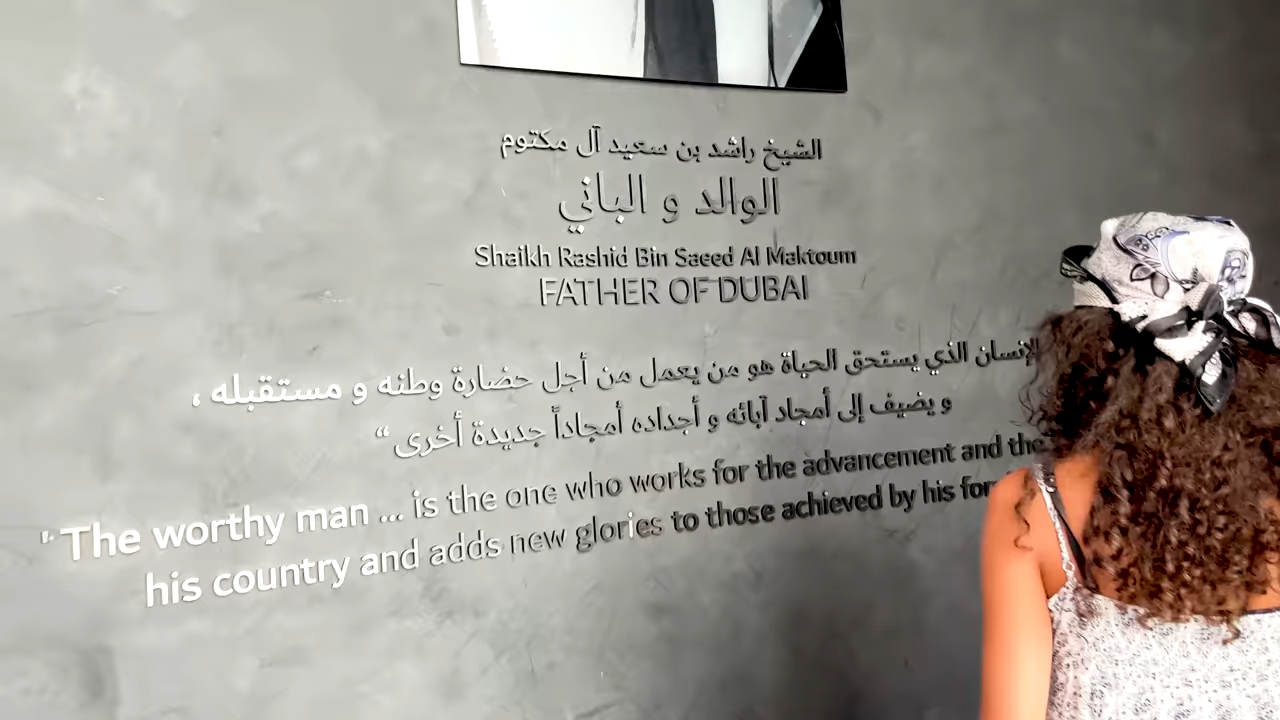 الشيخ راشد بن سعيد آل مكتوم
الوالد و الباني
Shaikh Rashid Bin Saeed Al Maktoum
FATHER OF DUBAI
الإنسان الذي يستحق الحياة هو من يعمل من أجل حضارة وطنه و مستقبله ،
و يضيف إلى أمجاد آبائه و أجداده أمجاداً جديدة أخرى “
" The worthy man ... is the one who works for the advancement and the
his country and adds new glories to those achieved by his